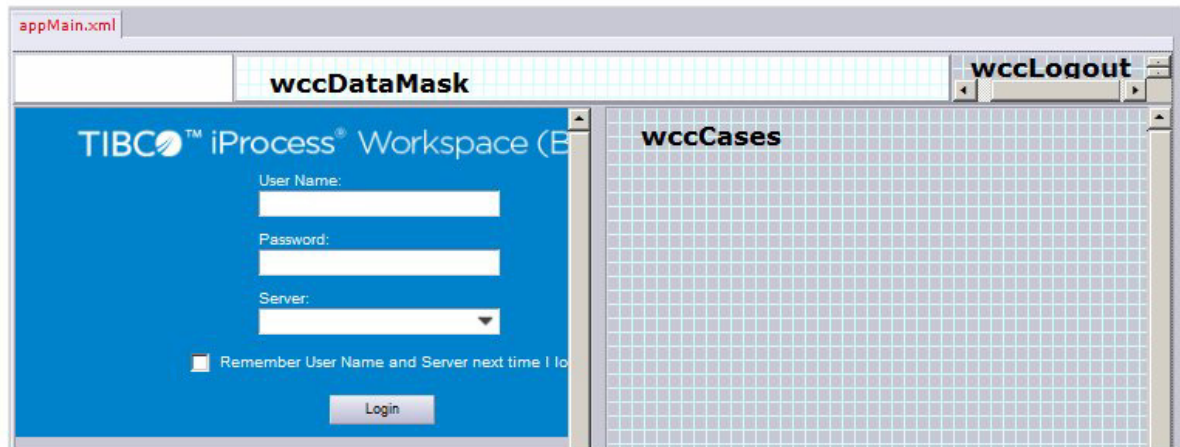 appMain.xml
wccDataMask
wccLogout
TIBCO™ iProcess® Workspace (B
wccCases
User Name:
Password:
Server:
Remember User Name and Server next time I lo
Login